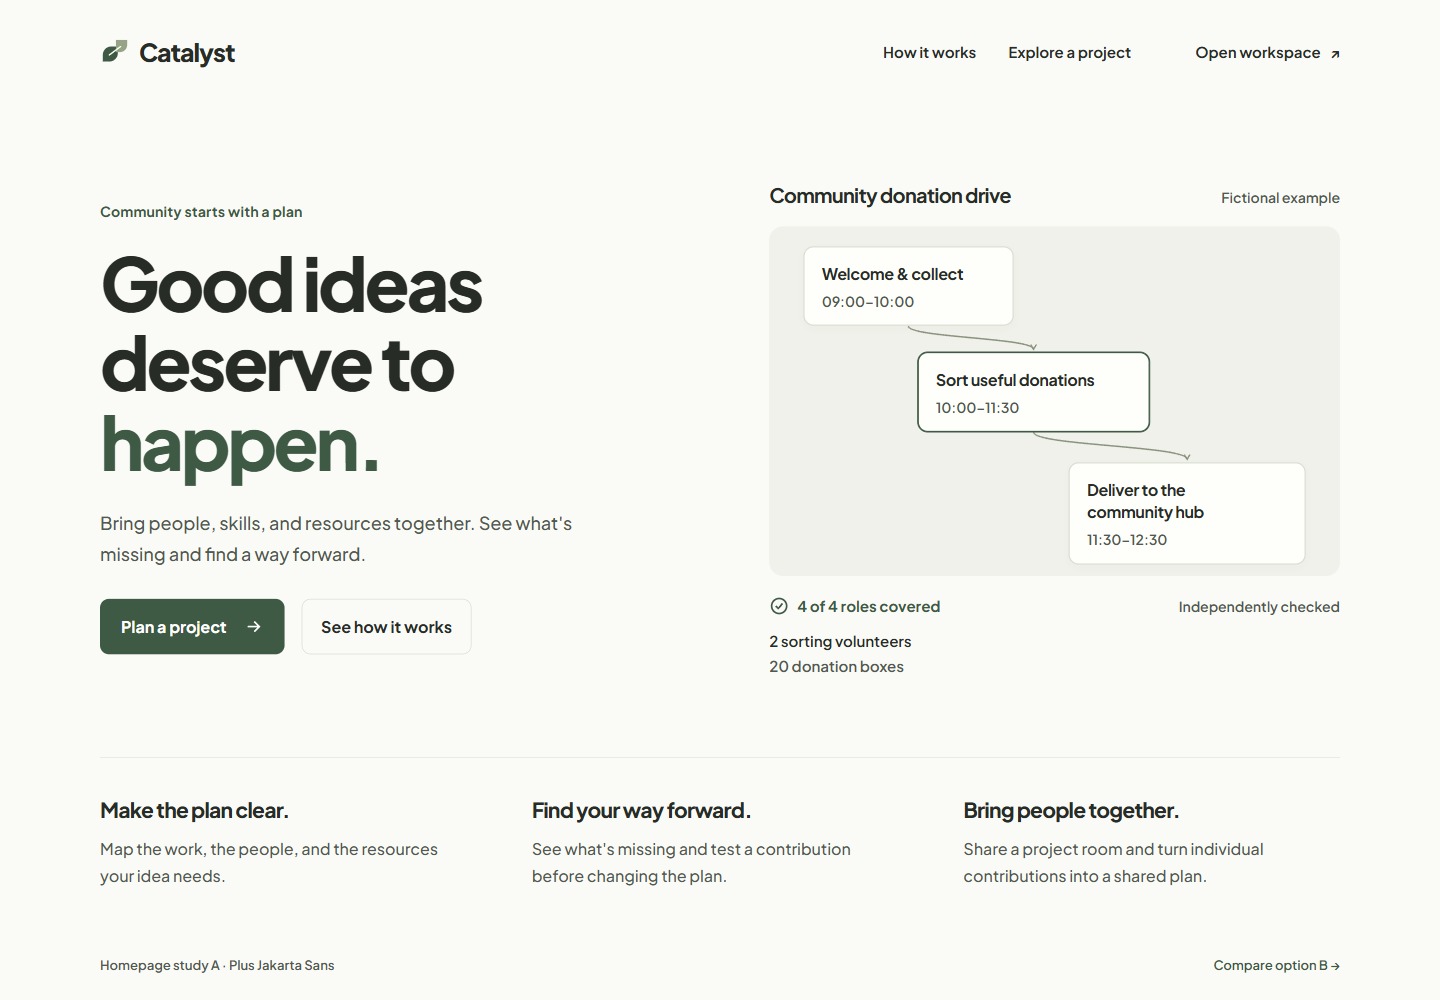 Catalyst
How it works
Explore a project
Open workspace ↗
Community starts with a plan
Good ideas
deserve to
happen.
Bring people, skills, and resources together. See what's
missing and find a way forward.
Plan a project →
See how it works
Community donation drive
Fictional example
Welcome & collect
09:00–10:00
Sort useful donations
10:00–11:30
Deliver to the
community hub
11:30–12:30
4 of 4 roles covered
Independently checked
2 sorting volunteers
20 donation boxes
Make the plan clear.
Map the work, the people, and the resources
your idea needs.
Find your way forward.
See what's missing and test a contribution
before changing the plan.
Bring people together.
Share a project room and turn individual
contributions into a shared plan.
Homepage study A · Plus Jakarta Sans
Compare option B →